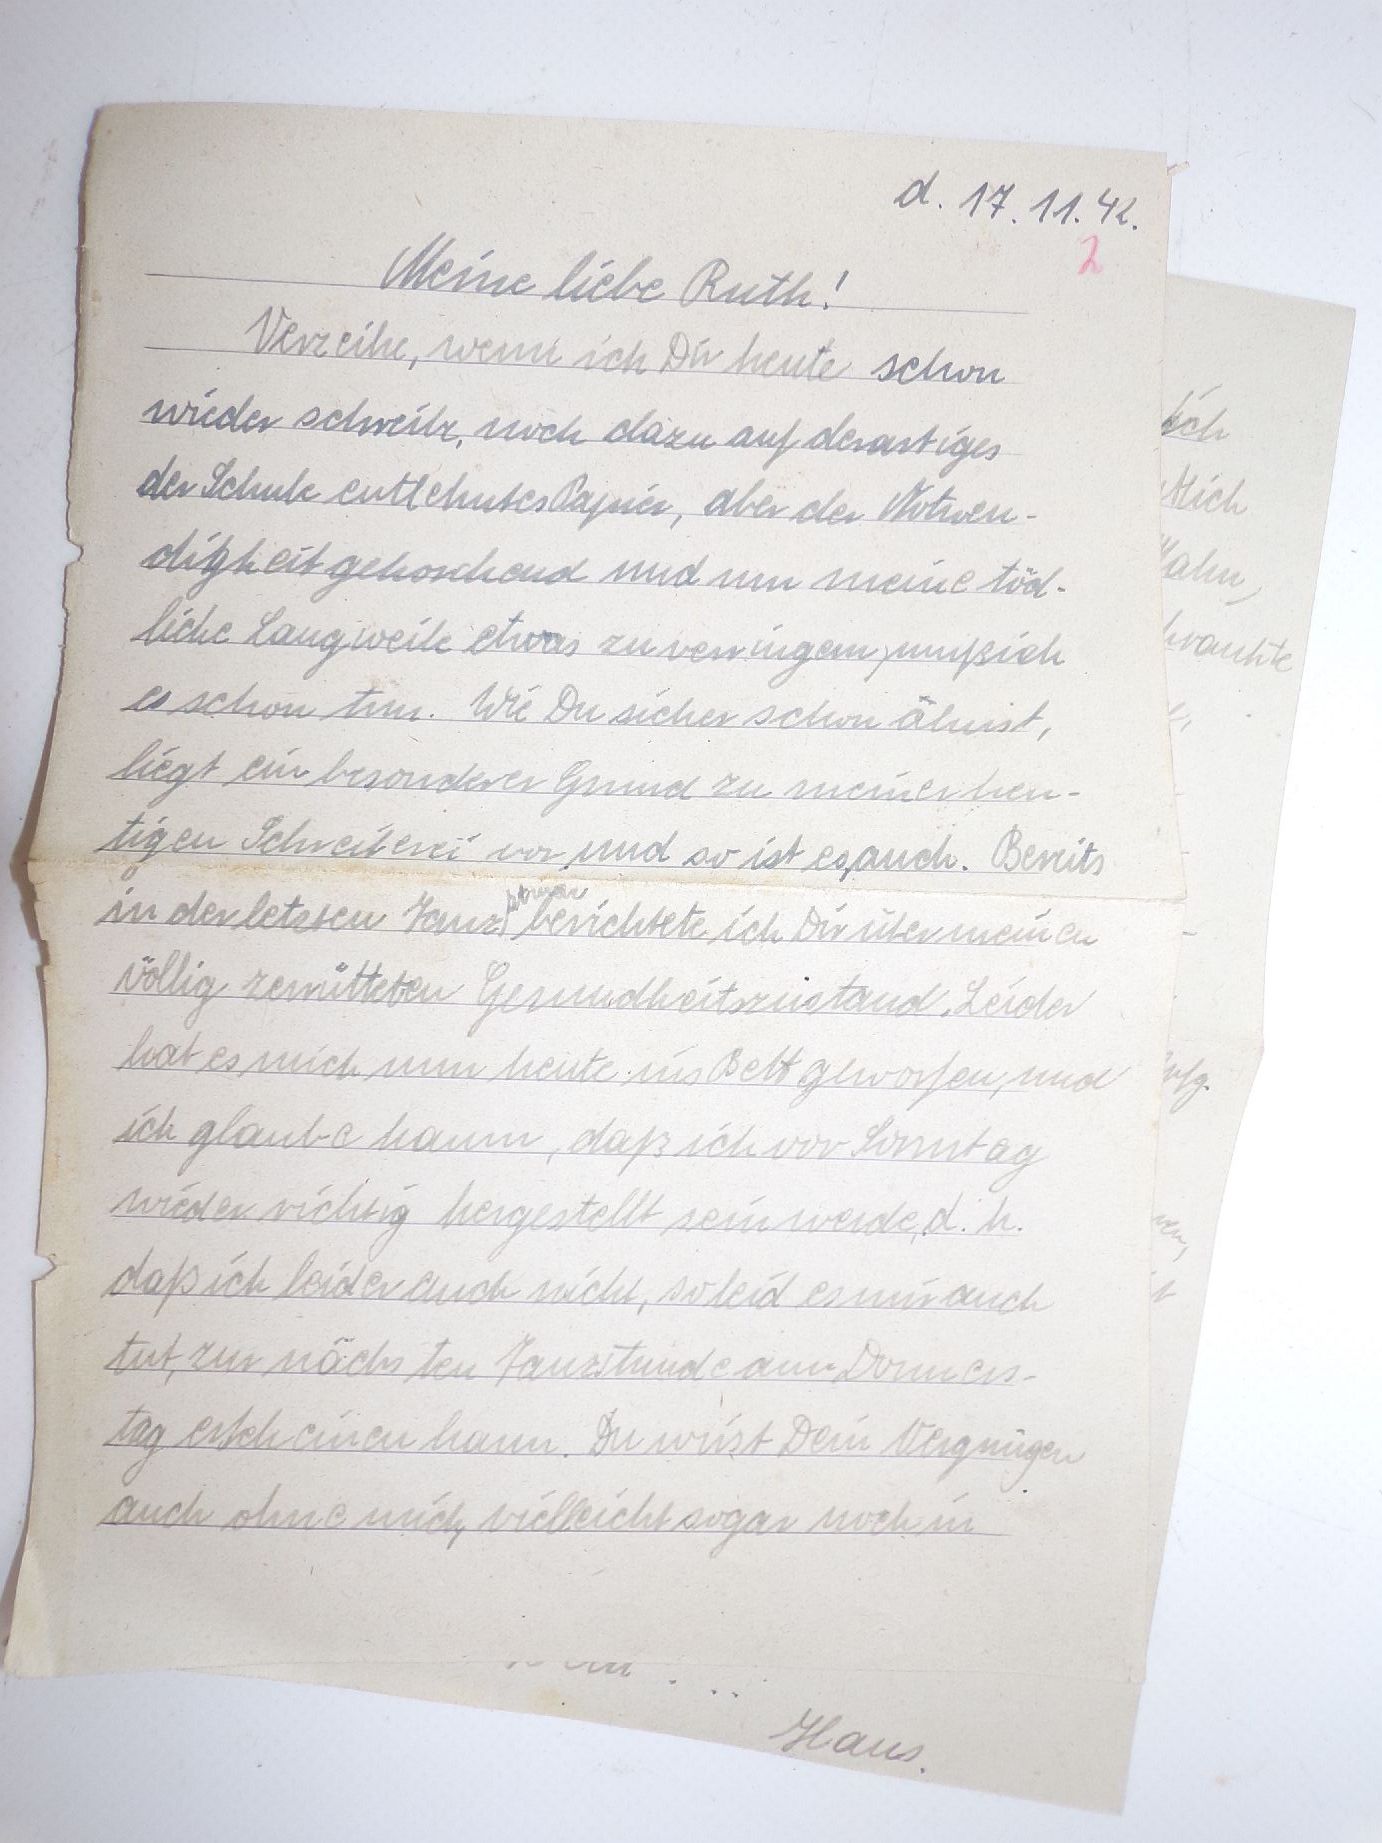 d. 17.11.42.
2
Meine liebe Ruth!
Verzeihe, wenn ich Dir heute schon
wieder schreibe, noch dazu auf derartiges
der Schule entlehntes Papier, aber der Notwen-
digkeit gehorchend und um meine töd-
liche Langweile etwas zu verringern, muß ich
es schon tun. Wie Du sicher schon ahnst,
liegt ein besonderer Grund zu meiner heu-
tigen Schreiberei vor und so ist es auch. Bereits
in der letzten Tanzstunde berichtete ich Dir über meinen
völlig zerrütteten Gesundheitszustand. Leider
hat es mich nun heute ins Bett geworfen, und
ich glaube kaum, daß ich vor Sonntag
wieder richtig hergestellt sein werde, d. h.
daß ich leider auch nicht, so leid es mir auch
tut, zur nächsten Tanzstunde am Donners-
tag erscheinen kann. Du wirst Dein Vergnügen
auch ohne mich, vielleicht sogar noch in
Hans.